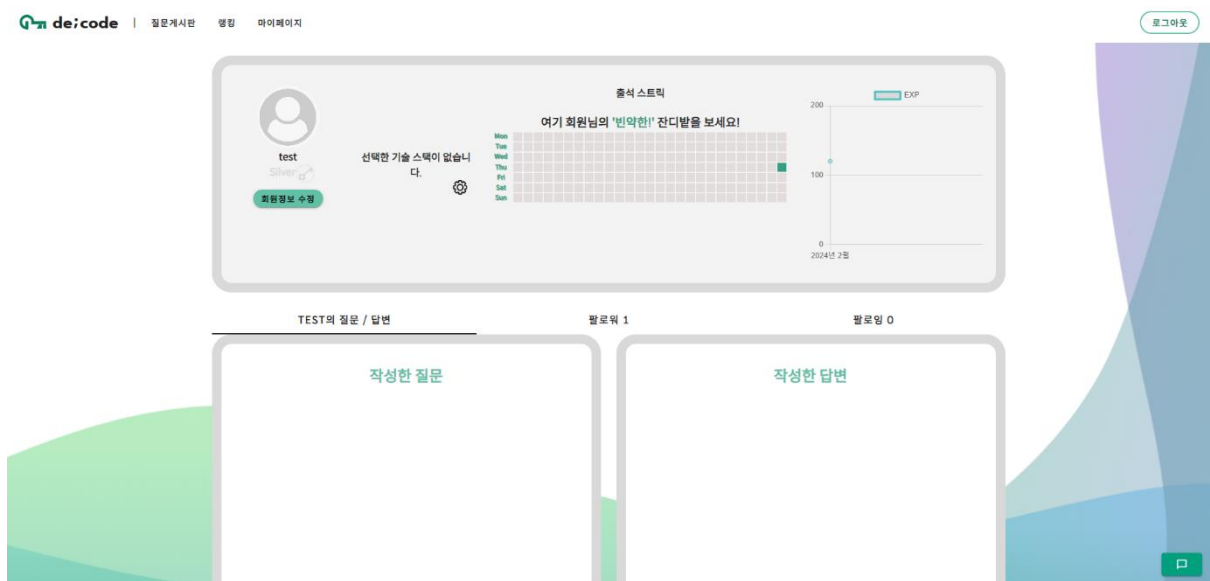 de;code | 질문게시판 랭킹 마이페이지 로그아웃
test
Silver
회원정보 수정
선택한 기술 스택이 없습니
다.
출석 스트릭
여기 회원님의 '빈약한!' 잔디밭을 보세요!
Mon
Tue
Wed
Thu
Fri
Sat
Sun
EXP
200
100
0
2024년 2월
TEST의 질문 / 답변 팔로워 1 팔로잉 0
작성한 질문 작성한 답변